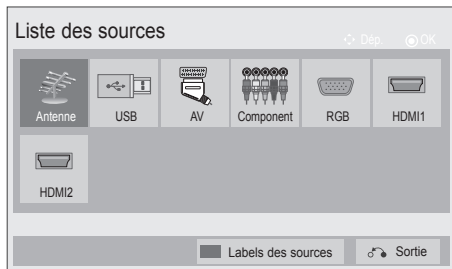 Liste des sources
Dép. OK
Antenne USB AV Component RGB HDMI1
HDMI2
Labels des sources Sortie